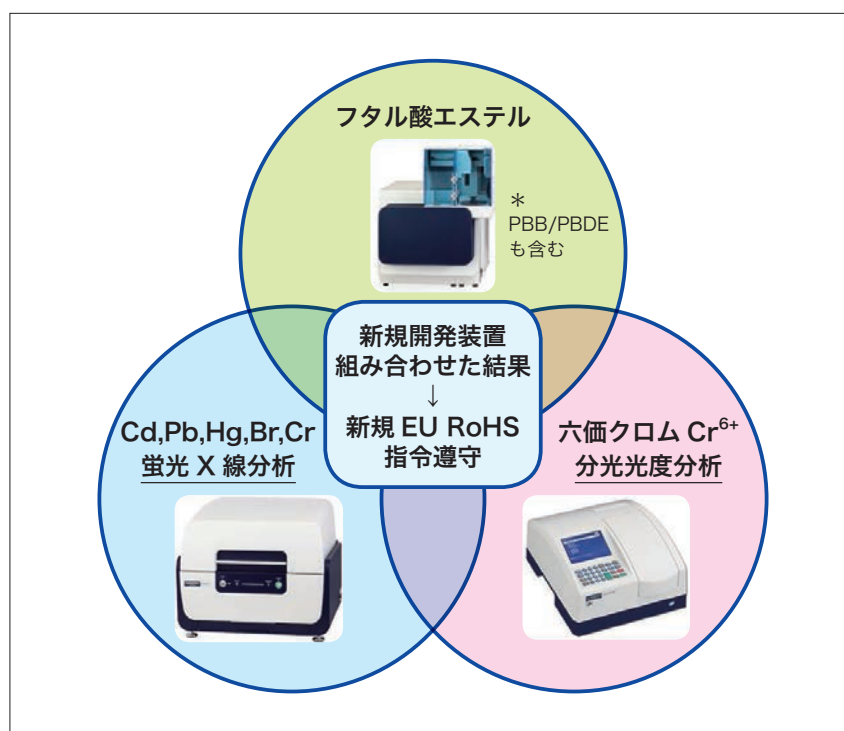 フタル酸エステル
＊
PBB/PBDE
も含む
新規開発装置
組み合わせた結果
↓
新規 EU RoHS
指令遵守
Cd,Pb,Hg,Br,Cr
蛍光 X 線分析
六価クロム Cr⁶⁺
分光光度分析